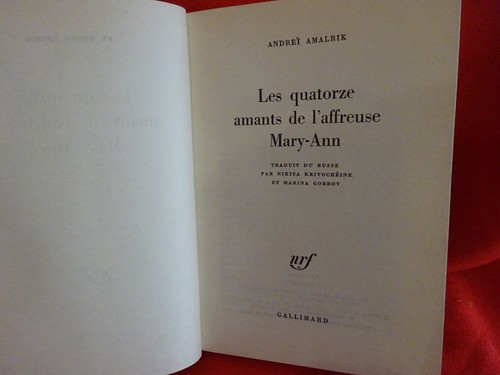 ANDREÏ AMALRIK
Les quatorze
amants de l'affreuse
Mary-Ann
TRADUIT DU RUSSE
PAR NIKITA KRIVOCHÉINE
ET MARINA GORBOV
nrf
GALLIMARD